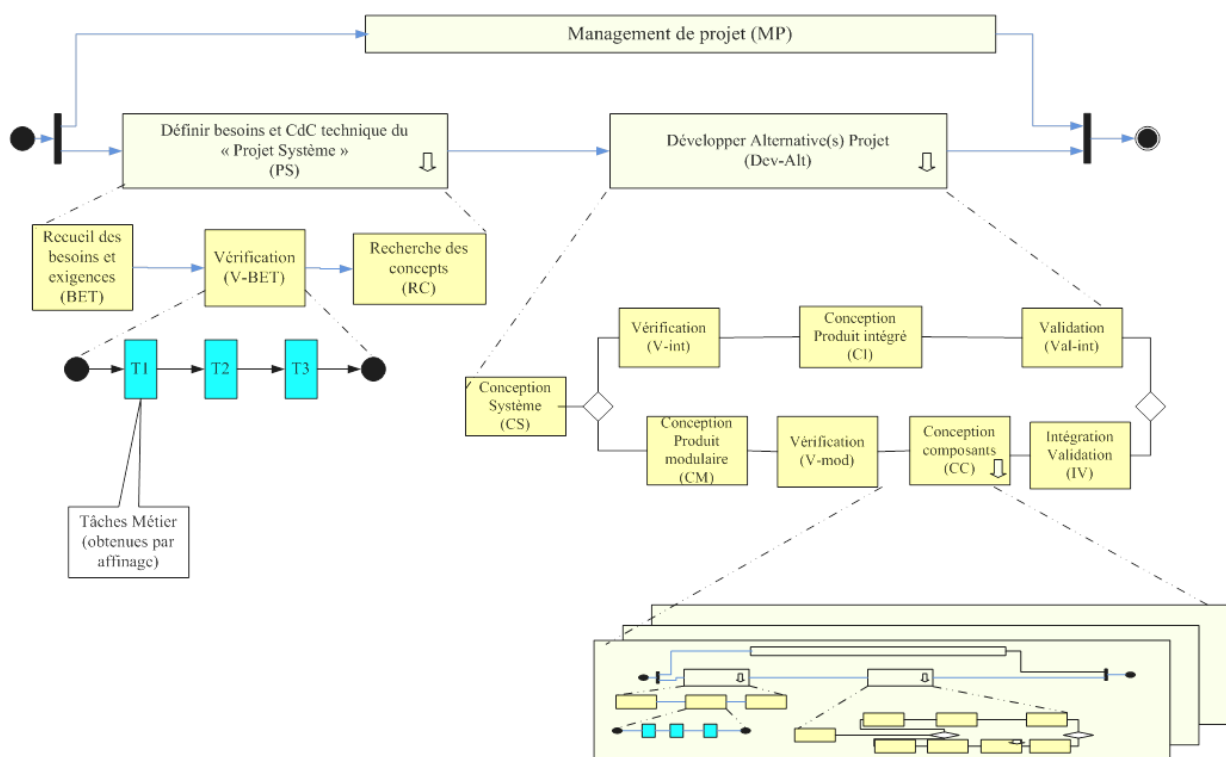 Management de projet (MP)
Définir besoins et CdC technique du
« Projet Système »
(PS)
Développer Alternative(s) Projet
(Dev-Alt)
Recueil des
besoins et
exigences
(BET)
Vérification
(V-BET)
Recherche des
concepts
(RC)
T1
T2
T3
Tâches Métier
(obtenues par
affinage)
Vérification
(V-int)
Conception
Produit intégré
(CI)
Validation
(Val-int)
Conception
Système
(CS)
Conception
Produit
modulaire
(CM)
Vérification
(V-mod)
Conception
composants
(CC)
Intégration
Validation
(IV)